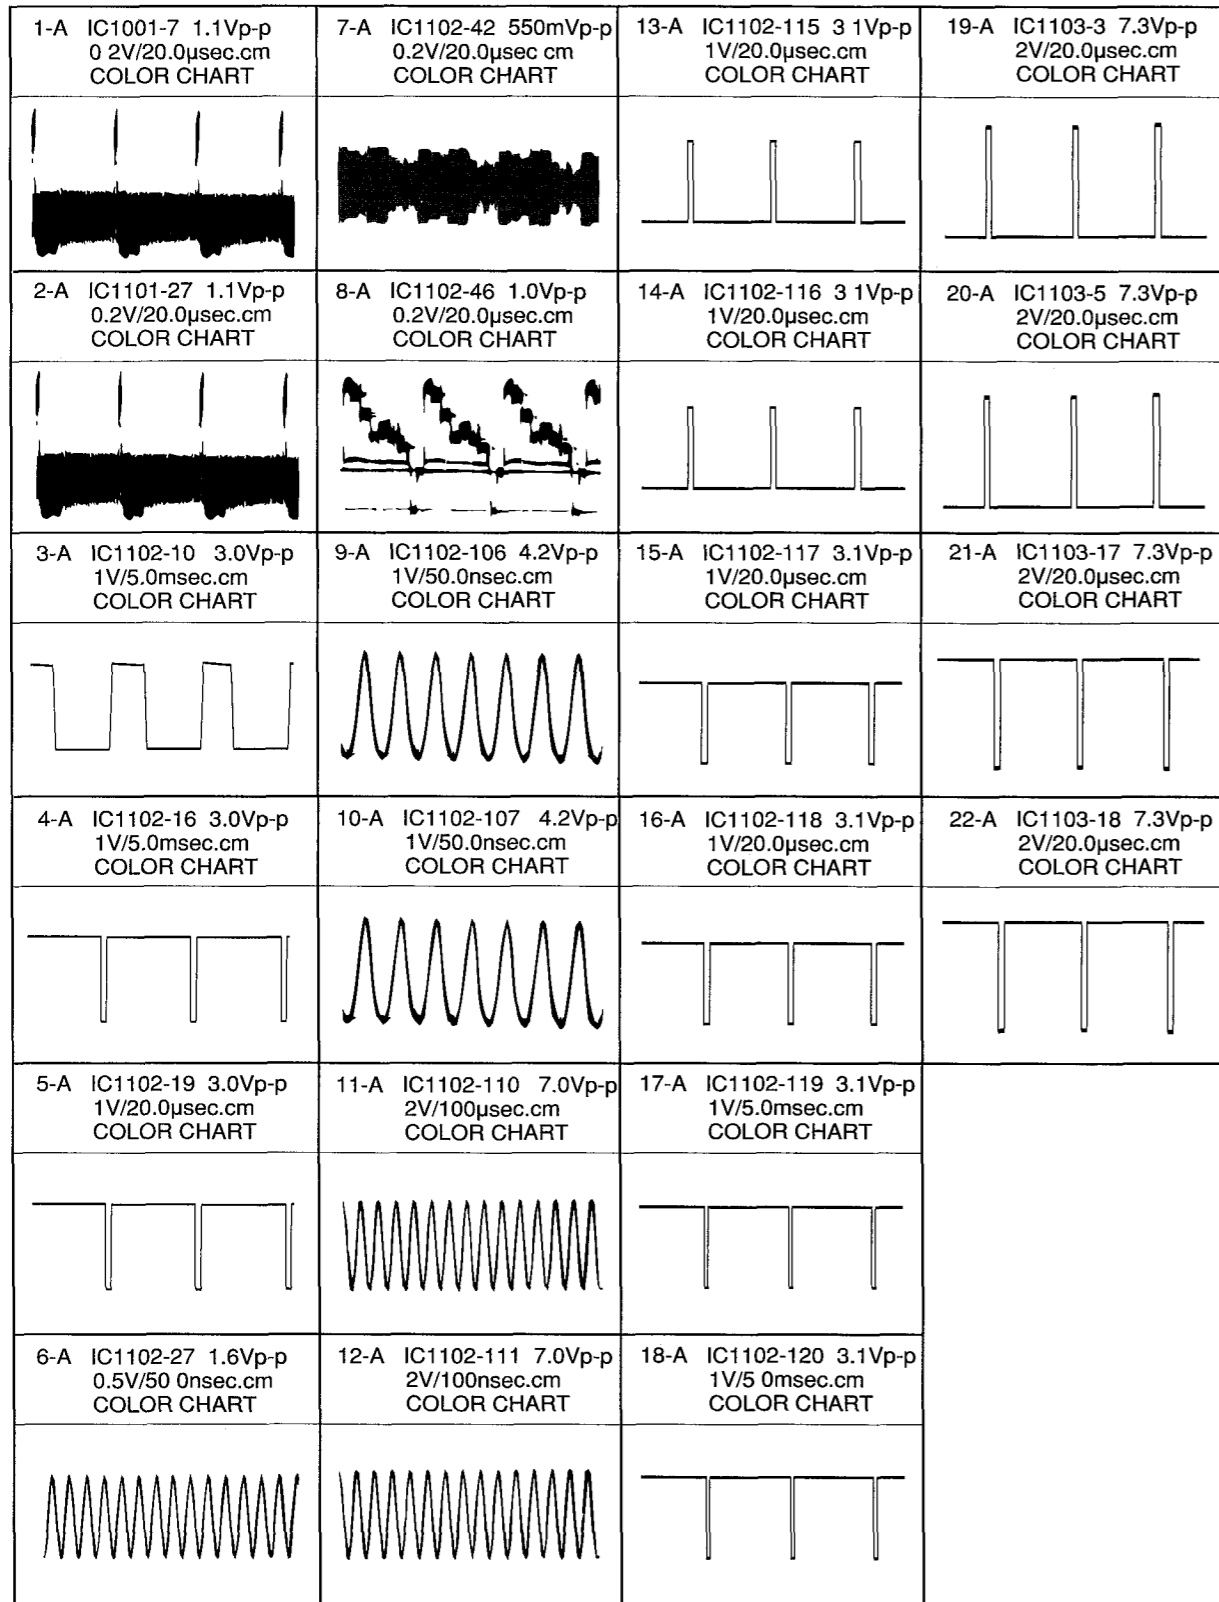 1-A IC1001-7 1.1Vp-p
0 2V/20.0µsec.cm
COLOR CHART
2-A IC1101-27 1.1Vp-p
0.2V/20.0µsec.cm
COLOR CHART
3-A IC1102-10 3.0Vp-p
1V/5.0msec.cm
COLOR CHART
4-A IC1102-16 3.0Vp-p
1V/5.0msec.cm
COLOR CHART
5-A IC1102-19 3.0Vp-p
1V/20.0µsec.cm
COLOR CHART
6-A IC1102-27 1.6Vp-p
0.5V/50 0nsec.cm
COLOR CHART
7-A IC1102-42 550mVp-p
0.2V/20.0µsec cm
COLOR CHART
8-A IC1102-46 1.0Vp-p
0.2V/20.0µsec.cm
COLOR CHART
9-A IC1102-106 4.2Vp-p
1V/50.0nsec.cm
COLOR CHART
10-A IC1102-107 4.2Vp-p
1V/50.0nsec.cm
COLOR CHART
11-A IC1102-110 7.0Vp-p
2V/100µsec.cm
COLOR CHART
12-A IC1102-111 7.0Vp-p
2V/100nsec.cm
COLOR CHART
13-A IC1102-115 3 1Vp-p
1V/20.0µsec.cm
COLOR CHART
14-A IC1102-116 3 1Vp-p
1V/20.0µsec.cm
COLOR CHART
15-A IC1102-117 3.1Vp-p
1V/20.0µsec.cm
COLOR CHART
16-A IC1102-118 3.1Vp-p
1V/20.0µsec.cm
COLOR CHART
17-A IC1102-119 3.1Vp-p
1V/5.0msec.cm
COLOR CHART
18-A IC1102-120 3.1Vp-p
1V/5 0msec.cm
COLOR CHART
19-A IC1103-3 7.3Vp-p
2V/20.0µsec.cm
COLOR CHART
20-A IC1103-5 7.3Vp-p
2V/20.0µsec.cm
COLOR CHART
21-A IC1103-17 7.3Vp-p
2V/20.0µsec.cm
COLOR CHART
22-A IC1103-18 7.3Vp-p
2V/20.0µsec.cm
COLOR CHART